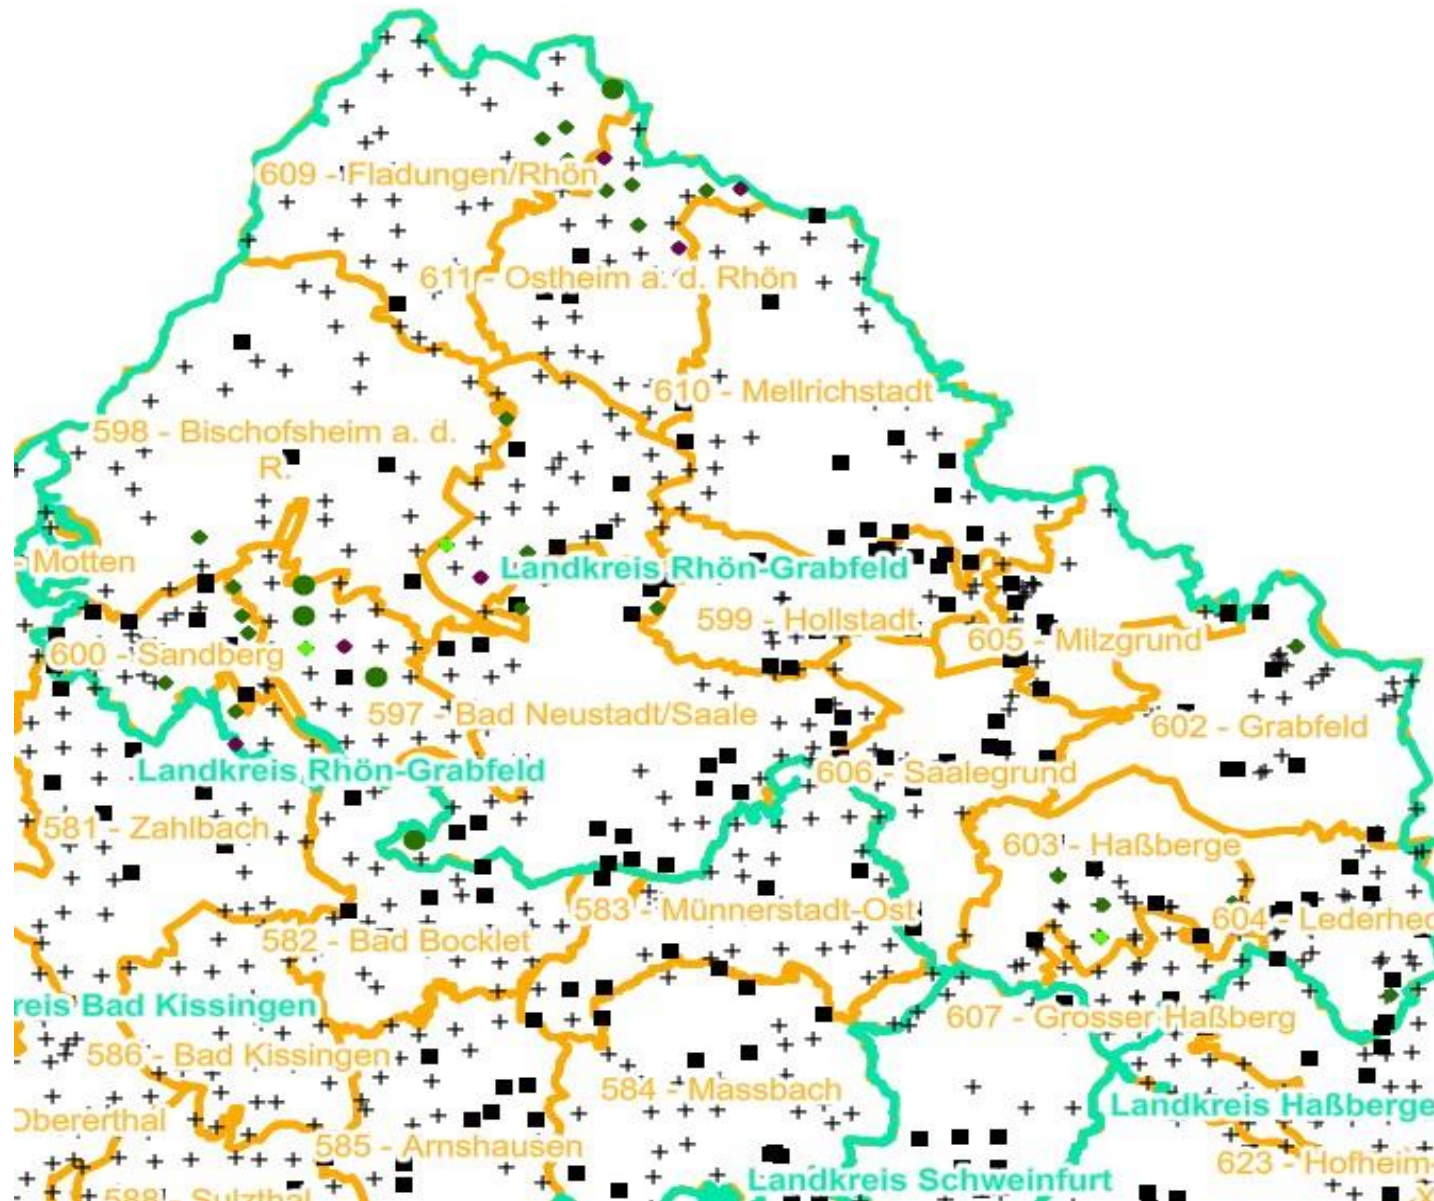 609 - Fladungen/Rhön
611 - Ostheim a. d. Rhön
610 - Mellrichstadt
598 - Bischofsheim a. d.
R.
- Motten
Landkreis Rhön-Grabfeld
599 - Hollstadt
605 - Milzgrund
600 - Sandberg
597 - Bad Neustadt/Saale
602 - Grabfeld
Landkreis Rhön-Grabfeld
606 - Saalegrund
581 - Zahlbach
603 - Haßberge
583 - Münnerstadt-Ost
604 - Lederhec
582 - Bad Bocklet
reis Bad Kissingen
607 - Grosser Haßberg
586 - Bad Kissingen
584 - Massbach
Landkreis Haßberge
Obererthal
585 - Arnshausen
623 - Hofheim-
Landkreis Schweinfurt
588 - Sulzthal